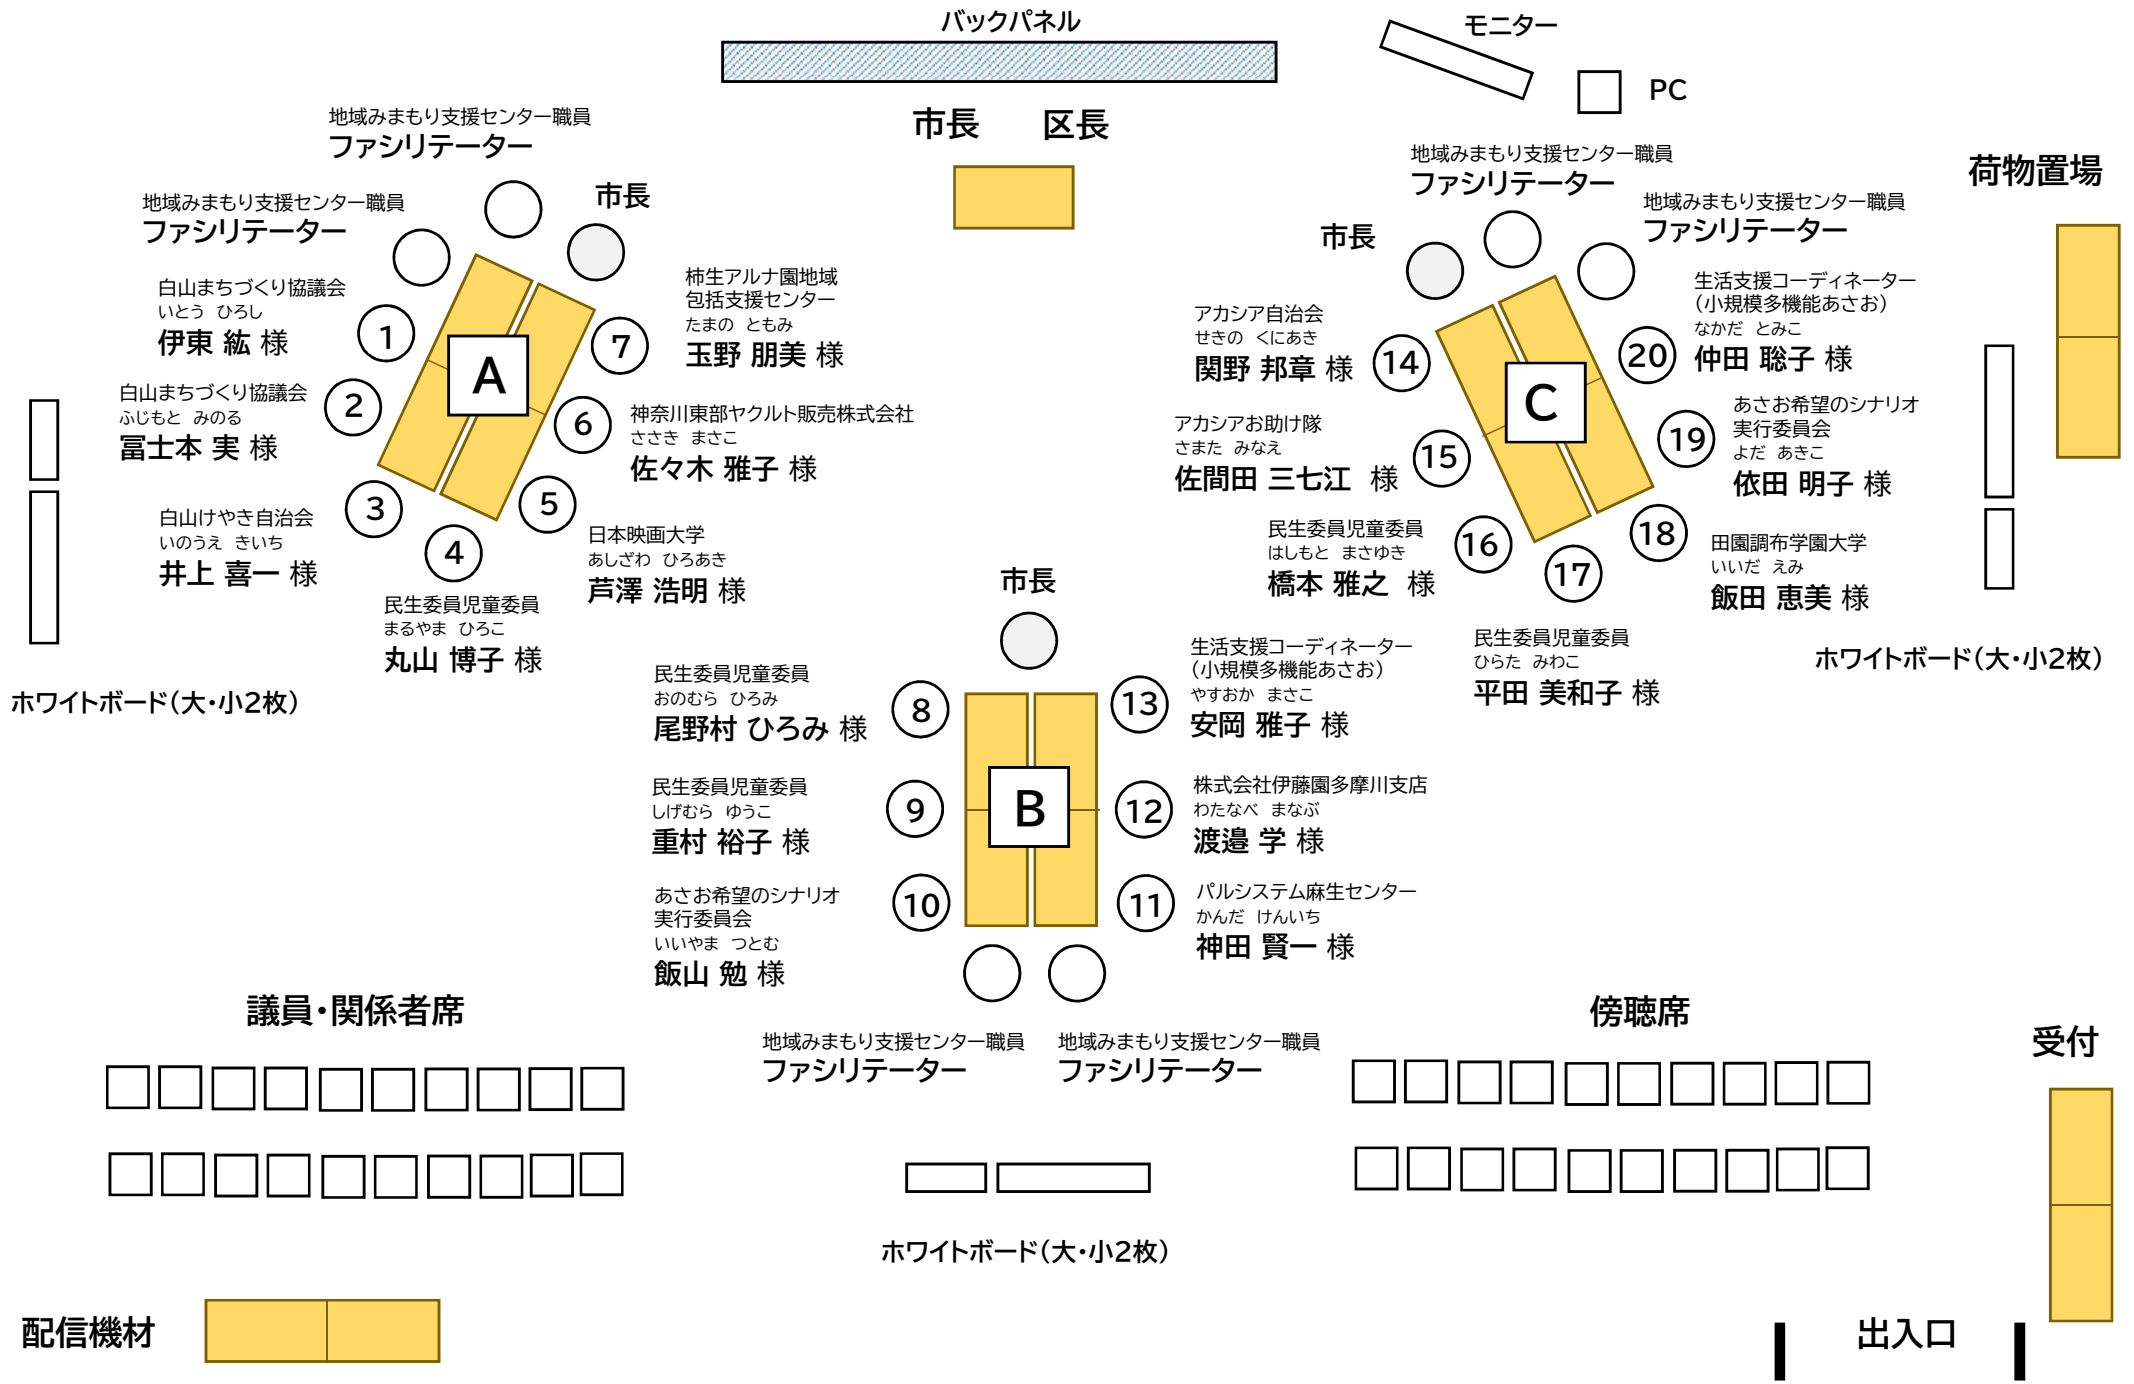 バックパネル
モニター
PC
市長　区長
荷物置場
地域みまもり支援センター職員
ファシリテーター
地域みまもり支援センター職員
ファシリテーター
市長
白山まちづくり協議会
いとう ひろし
伊東 紘 様
1
白山まちづくり協議会
ふじもと みのる
冨士本 実 様
2
白山けやき自治会
いのうえ きいち
井上 喜一 様
3
4
民生委員児童委員
まるやま ひろこ
丸山 博子 様
A
柿生アルナ園地域
包括支援センター
たまの ともみ
玉野 朋美 様
7
神奈川東部ヤクルト販売株式会社
ささき まさこ
佐々木 雅子 様
6
5
日本映画大学
あしざわ ひろあき
芦澤 浩明 様
ホワイトボード(大・小2枚)
地域みまもり支援センター職員
ファシリテーター
地域みまもり支援センター職員
ファシリテーター
市長
アカシア自治会
せきの くにあき
関野 邦章 様
14
アカシアお助け隊
さまた みなえ
佐間田 三七江 様
15
民生委員児童委員
はしもと まさゆき
橋本 雅之 様
16
17
民生委員児童委員
ひらた みわこ
平田 美和子 様
C
生活支援コーディネーター
(小規模多機能あさお)
なかだ とみこ
仲田 聡子 様
20
あさお希望のシナリオ
実行委員会
よだ あきこ
依田 明子 様
19
18
田園調布学園大学
いいだ えみ
飯田 恵美 様
ホワイトボード(大・小2枚)
市長
民生委員児童委員
おのむら ひろみ
尾野村 ひろみ 様
8
民生委員児童委員
しげむら ゆうこ
重村 裕子 様
9
あさお希望のシナリオ
実行委員会
いいやま つとむ
飯山 勉 様
10
B
生活支援コーディネーター
(小規模多機能あさお)
やすおか まさこ
安岡 雅子 様
13
株式会社伊藤園多摩川支店
わたなべ まなぶ
渡邉 学 様
12
パルシステム麻生センター
かんだ けんいち
神田 賢一 様
11
地域みまもり支援センター職員
ファシリテーター
地域みまもり支援センター職員
ファシリテーター
議員・関係者席
傍聴席
受付
ホワイトボード(大・小2枚)
配信機材
出入口